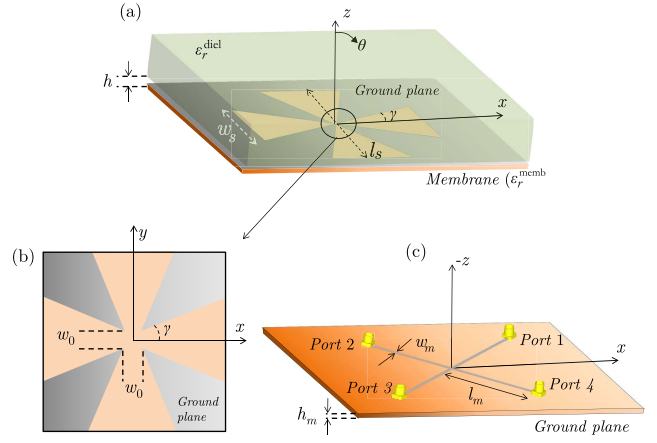 (a)
z
θ
ε_r^diel
h
Ground plane
x
γ
w_s
l_s
Membrane (ε_r^memb
(b)
y
γ
x
w_0
w_0
Ground
plane
(c)
-z
Port 2
w_m
Port 1
x
Port 3
Port 4
l_m
h_m
Ground plane